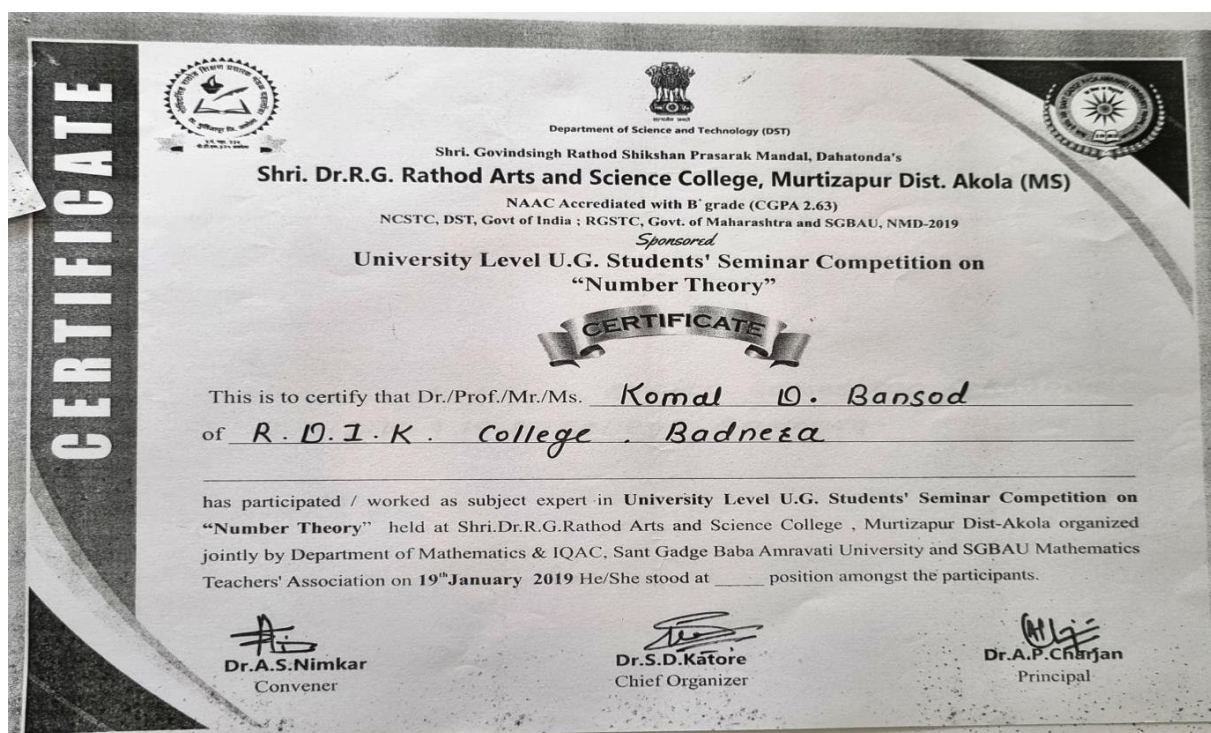 CERTIFICATE
Department of Science and Technology (DST)
Shri. Govindsingh Rathod Shikshan Prasarak Mandal, Dahatonda's
Shri. Dr.R.G. Rathod Arts and Science College, Murtizapur Dist. Akola (MS)
NAAC Accrediated with B+ grade (CGPA 2.63)
NCSTC, DST, Govt of India ; RGSTC, Govt. of Maharashtra and SGBAU, NMD-2019
Sponsored
University Level U.G. Students' Seminar Competition on
“Number Theory”
CERTIFICATE
This is to certify that Dr./Prof./Mr./Ms. Komal D. Bansod
of R.D.I.K. College. Badnera
has participated / worked as subject expert in University Level U.G. Students' Seminar Competition on
“Number Theory” held at Shri.Dr.R.G.Rathod Arts and Science College , Murtizapur Dist-Akola organized
jointly by Department of Mathematics & IQAC, Sant Gadge Baba Amravati University and SGBAU Mathematics
Teachers' Association on 19th January 2019 He/She stood at _____ position amongst the participants.
Dr.A.S.Nimkar
Convener
Dr.S.D.Katore
Chief Organizer
Dr.A.P.Charjan
Principal